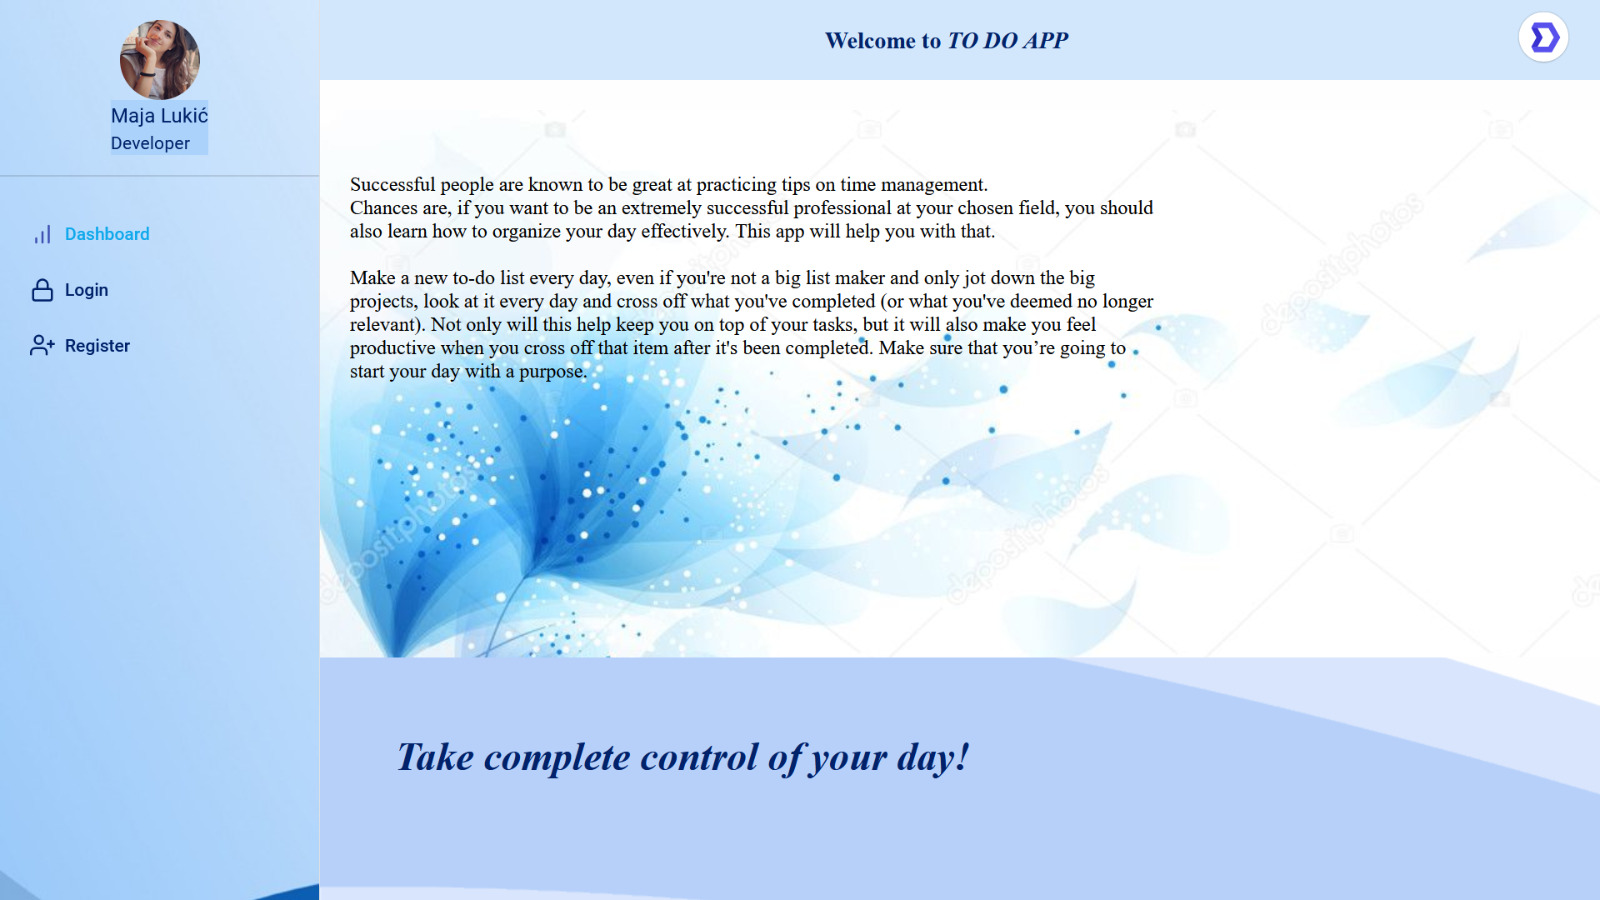 Maja Lukić
Developer
Dashboard
Login
Register
Welcome to TO DO APP
Successful people are known to be great at practicing tips on time management.
Chances are, if you want to be an extremely successful professional at your chosen field, you should
also learn how to organize your day effectively. This app will help you with that.
Make a new to-do list every day, even if you're not a big list maker and only jot down the big
projects, look at it every day and cross off what you've completed (or what you've deemed no longer
relevant). Not only will this help keep you on top of your tasks, but it will also make you feel
productive when you cross off that item after it's been completed. Make sure that you’re going to
start your day with a purpose.
depositphotos
depositphotos
depositphotos
Take complete control of your day!